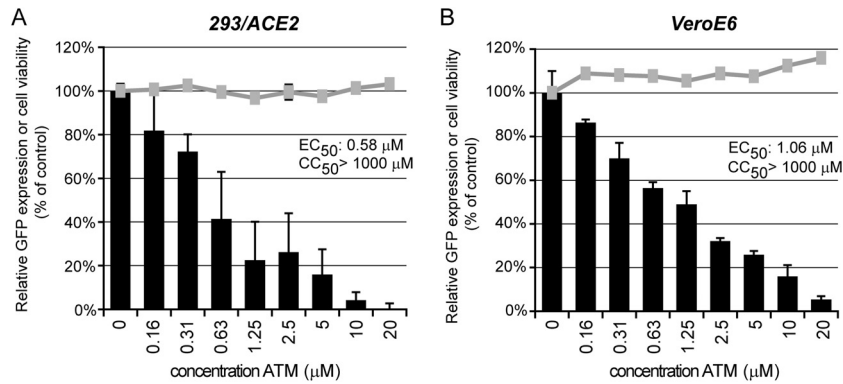 A
293/ACE2
Relative GFP expression or cell viability
(% of control)
120%
100%
80%
60%
40%
20%
0%
EC50: 0.58 μM
CC50> 1000 μM
0
0.16
0.31
0.63
1.25
2.5
5
10
20
concentration ATM (μM)
B
VeroE6
Relative GFP expression or cell viability
(% of control)
120%
100%
80%
60%
40%
20%
0%
EC50: 1.06 μM
CC50> 1000 μM
0
0.16
0.31
0.63
1.25
2.5
5
10
20
concentration ATM (μM)